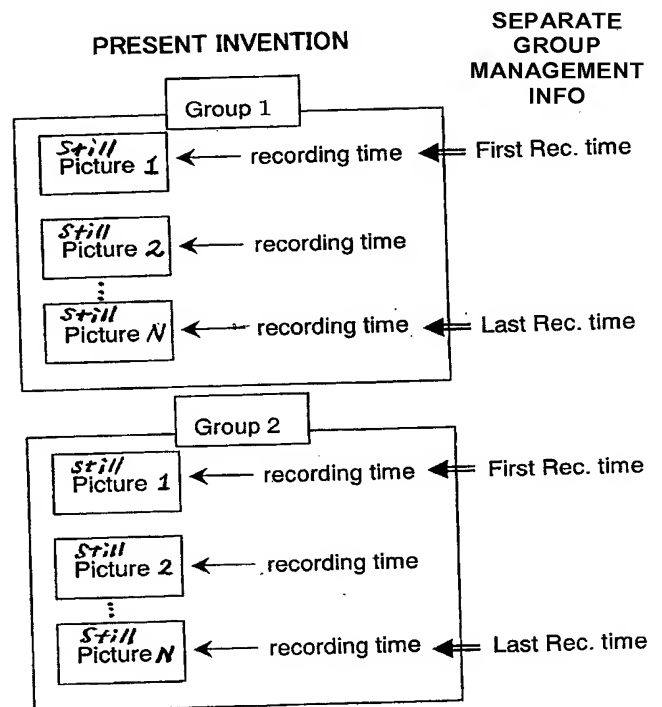 PRESENT INVENTION
SEPARATE
GROUP
MANAGEMENT
INFO
Group 1
Still
Picture 1 recording time First Rec. time
Still
Picture 2 recording time
Still
Picture N recording time Last Rec. time
Group 2
Still
Picture 1 recording time First Rec. time
Still
Picture 2 recording time
Still
Picture N recording time Last Rec. time